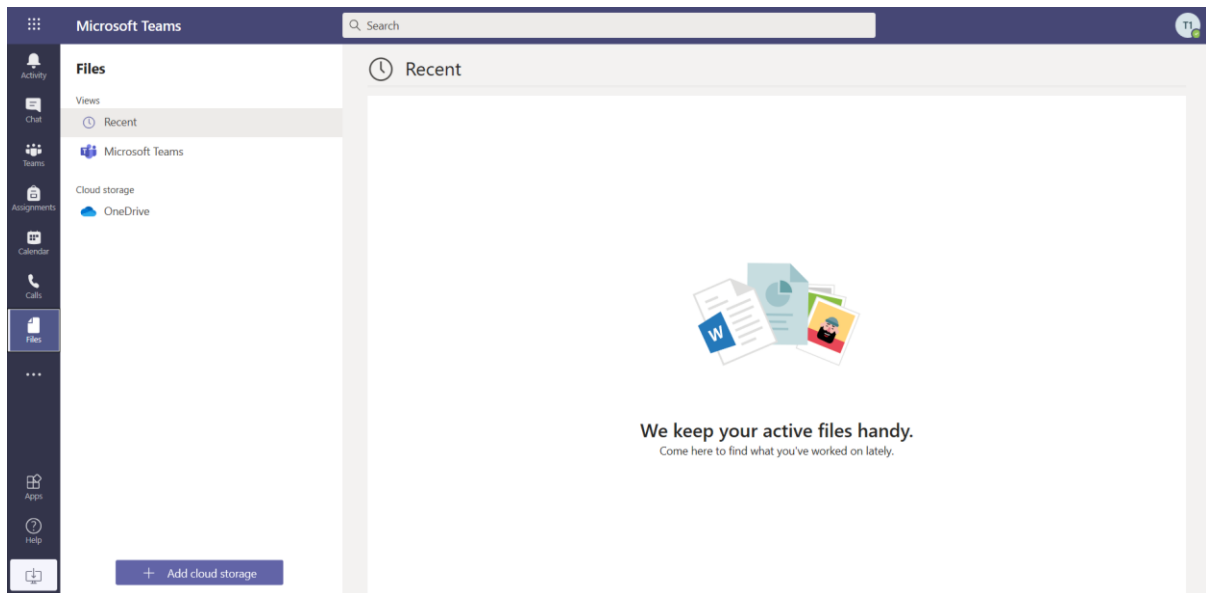 Microsoft Teams
Search
T1
Activity
Chat
Teams
Assignments
Calendar
Calls
Files
Apps
Help
Files
Views
Recent
Microsoft Teams
Cloud storage
OneDrive
+ Add cloud storage
Recent
W
We keep your active files handy.
Come here to find what you've worked on lately.